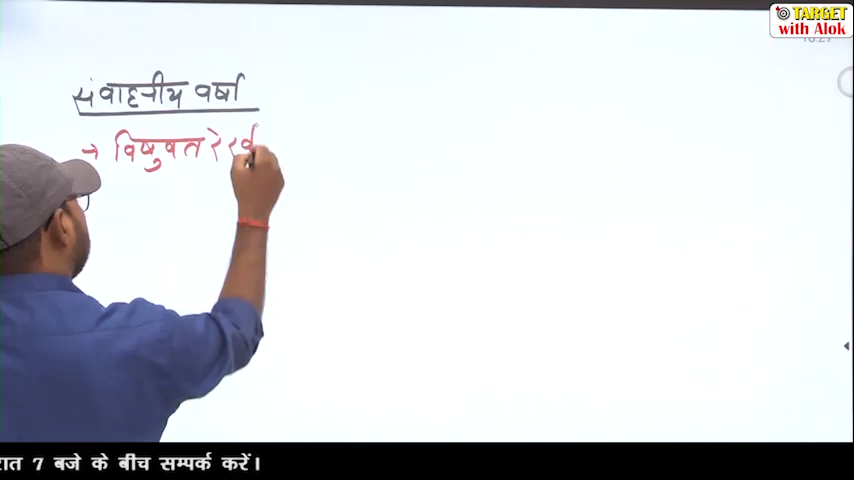 TARGET
with Alok
संवाहनीय वर्षा
→ विषुवत रेख
रात 7 बजे के बीच सम्पर्क करें।